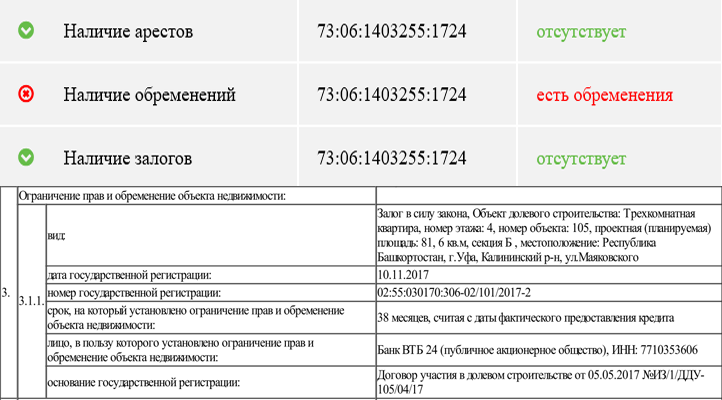 Наличие арестов 73:06:1403255:1724 отсутствует
Наличие обременений 73:06:1403255:1724 есть обременения
Наличие залогов 73:06:1403255:1724 отсутствует
3. Ограничение прав и обременение объекта недвижимости:
3.1.1. вид:
Залог в силу закона, Объект долевого строительства: Трехкомнатная
квартира, номер этажа: 4, номер объекта: 105, проектная (планируемая)
площадь: 81, 6 кв.м, секция Б , местоположение: Республика
Башкортостан, г.Уфа, Калининский р-н, ул.Маяковского
дата государственной регистрации: 10.11.2017
номер государственной регистрации: 02:55:030170:306-02/101/2017-2
срок, на который установлено ограничение прав и обременение
объекта недвижимости:
38 месяцев, считая с даты фактического предоставления кредита
лицо, в пользу которого установлено ограничение прав и
обременение объекта недвижимости:
Банк ВТБ 24 (публичное акционерное общество), ИНН: 7710353606
основание государственной регистрации:
Договор участия в долевом строительстве от 05.05.2017 №ИЗ/1/ДДУ-
105/04/17